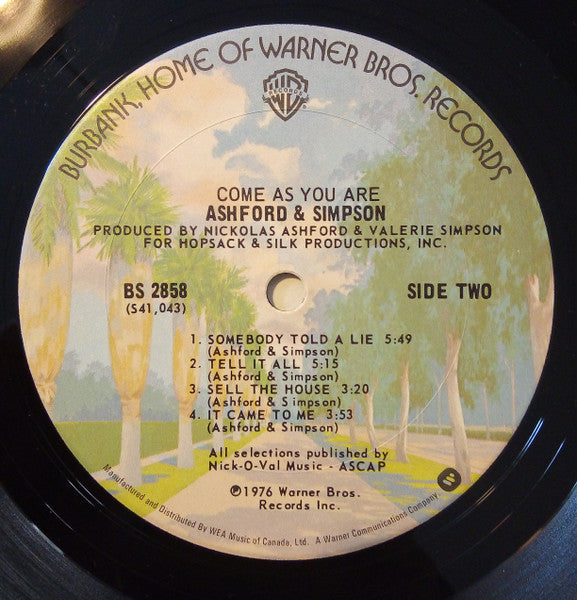 BURBANK, HOME OF WARNER BROS. RECORDS
WB
RECORDS
COME AS YOU ARE
ASHFORD & SIMPSON
PRODUCED BY NICKOLAS ASHFORD & VALERIE SIMPSON
FOR HOPSACK & SILK PRODUCTIONS, INC.
BS 2858
(S41,043)
SIDE TWO
1. SOMEBODY TOLD A LIE 5:49
(Ashford & Simpson)
2. TELL IT ALL 5:15
(Ashford & Simpson)
3. SELL THE HOUSE 3:20
(Ashford & S impson)
4. IT CAME TO ME 3:53
(Ashford & Simpson)
All selections published by
Nick-O-Val Music - ASCAP
℗1976 Warner Bros.
Records Inc.
Manufactured and Distributed By WEA Music of Canada, Ltd. A Warner Communications Company.